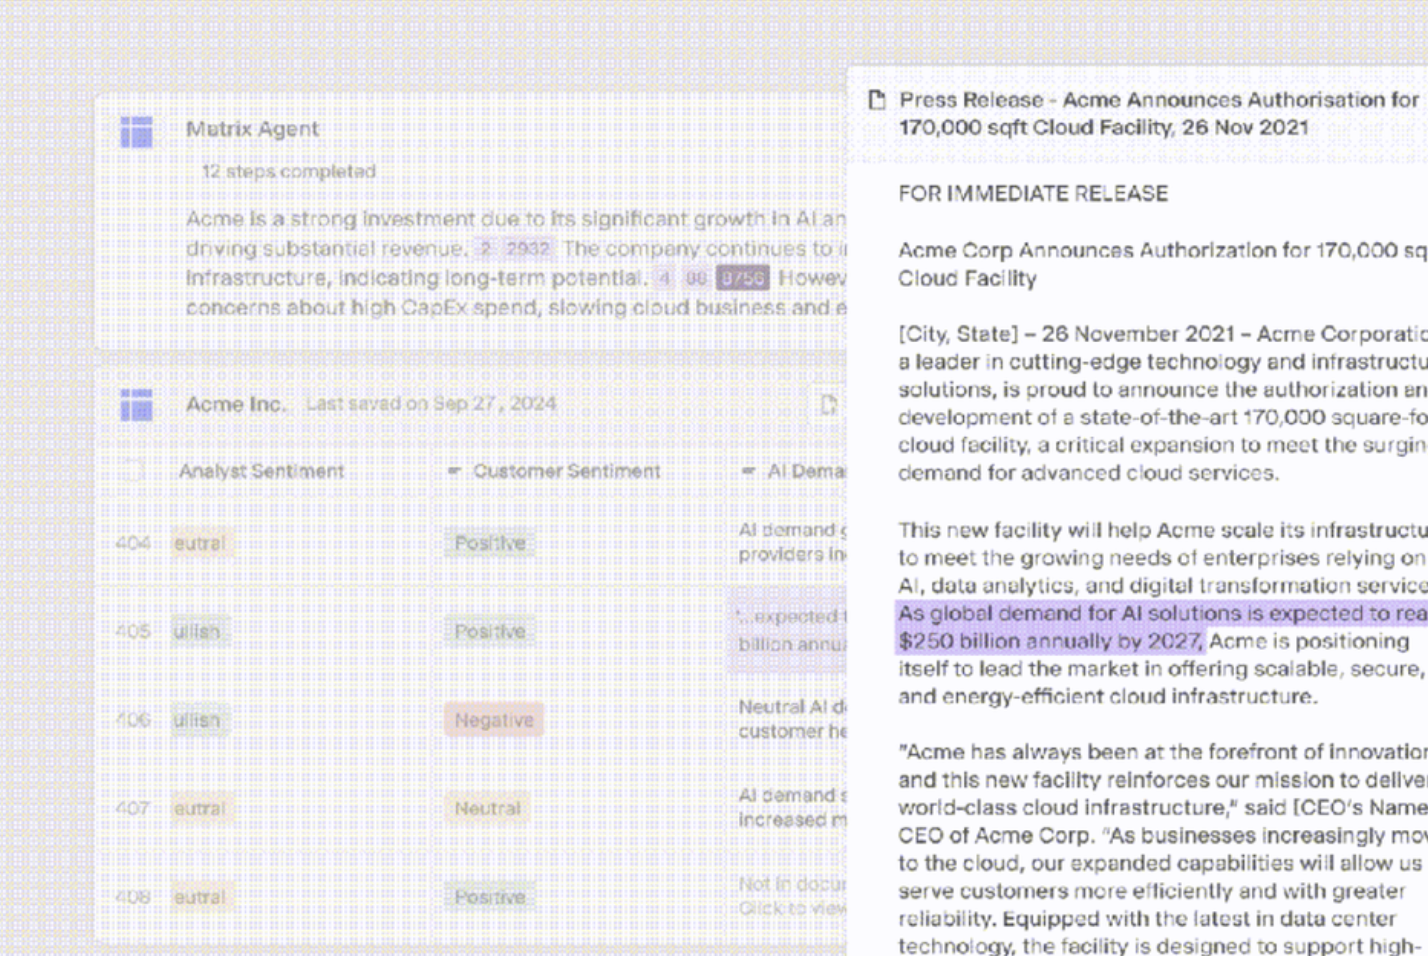 Matrix Agent
12 steps completed
Acme is a strong investment due to its significant growth in AI an
driving substantial revenue. 2 2932 The company continues to i
infrastructure, indicating long-term potential. 4 88 8756 Howev
concerns about high CapEx spend, slowing cloud business and e
Acme Inc. Last saved on Sep 27, 2024
Analyst Sentiment Customer Sentiment AI Dema
404 eutral Positive AI demand
providers in
405 ullish Positive "...expected
billion annu
406 ullish Negative Neutral AI d
customer he
407 eutral Neutral AI demand s
increased m
408 eutral Positive Not in docu
Click to view
Press Release - Acme Announces Authorisation for
170,000 sqft Cloud Facility, 26 Nov 2021
FOR IMMEDIATE RELEASE
Acme Corp Announces Authorization for 170,000 sq
Cloud Facility
[City, State] – 26 November 2021 – Acme Corporatio
a leader in cutting-edge technology and infrastructu
solutions, is proud to announce the authorization an
development of a state-of-the-art 170,000 square-fo
cloud facility, a critical expansion to meet the surgin
demand for advanced cloud services.
This new facility will help Acme scale its infrastructu
to meet the growing needs of enterprises relying on
AI, data analytics, and digital transformation service
As global demand for AI solutions is expected to rea
$250 billion annually by 2027, Acme is positioning
itself to lead the market in offering scalable, secure,
and energy-efficient cloud infrastructure.
"Acme has always been at the forefront of innovation
and this new facility reinforces our mission to deliver
world-class cloud infrastructure," said [CEO's Name
CEO of Acme Corp. "As businesses increasingly mov
to the cloud, our expanded capabilities will allow us
serve customers more efficiently and with greater
reliability. Equipped with the latest in data center
technology, the facility is designed to support high-